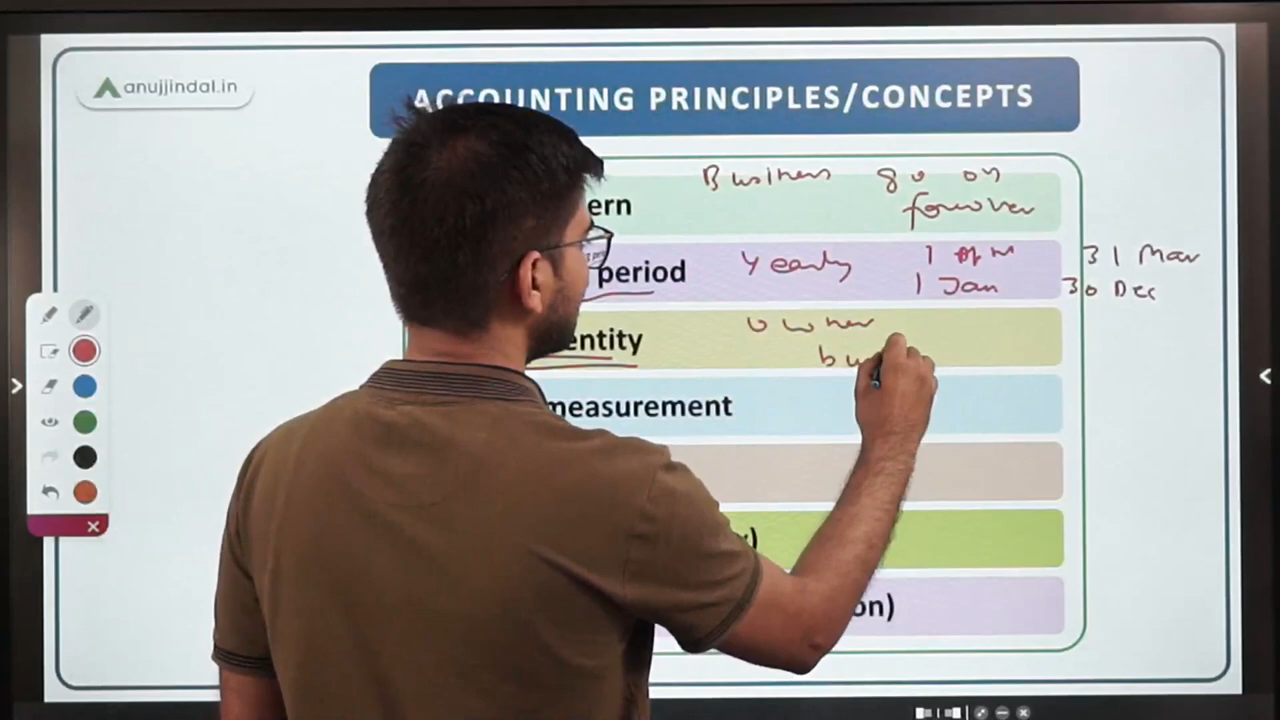 anujjindal.in
ACCOUNTING PRINCIPLES/CONCEPTS
Business go on
ern
forever
period
Yearly 1 31 Mar
1 Jan 30 Dec
entity
owner
bu
measurement
y)
on)